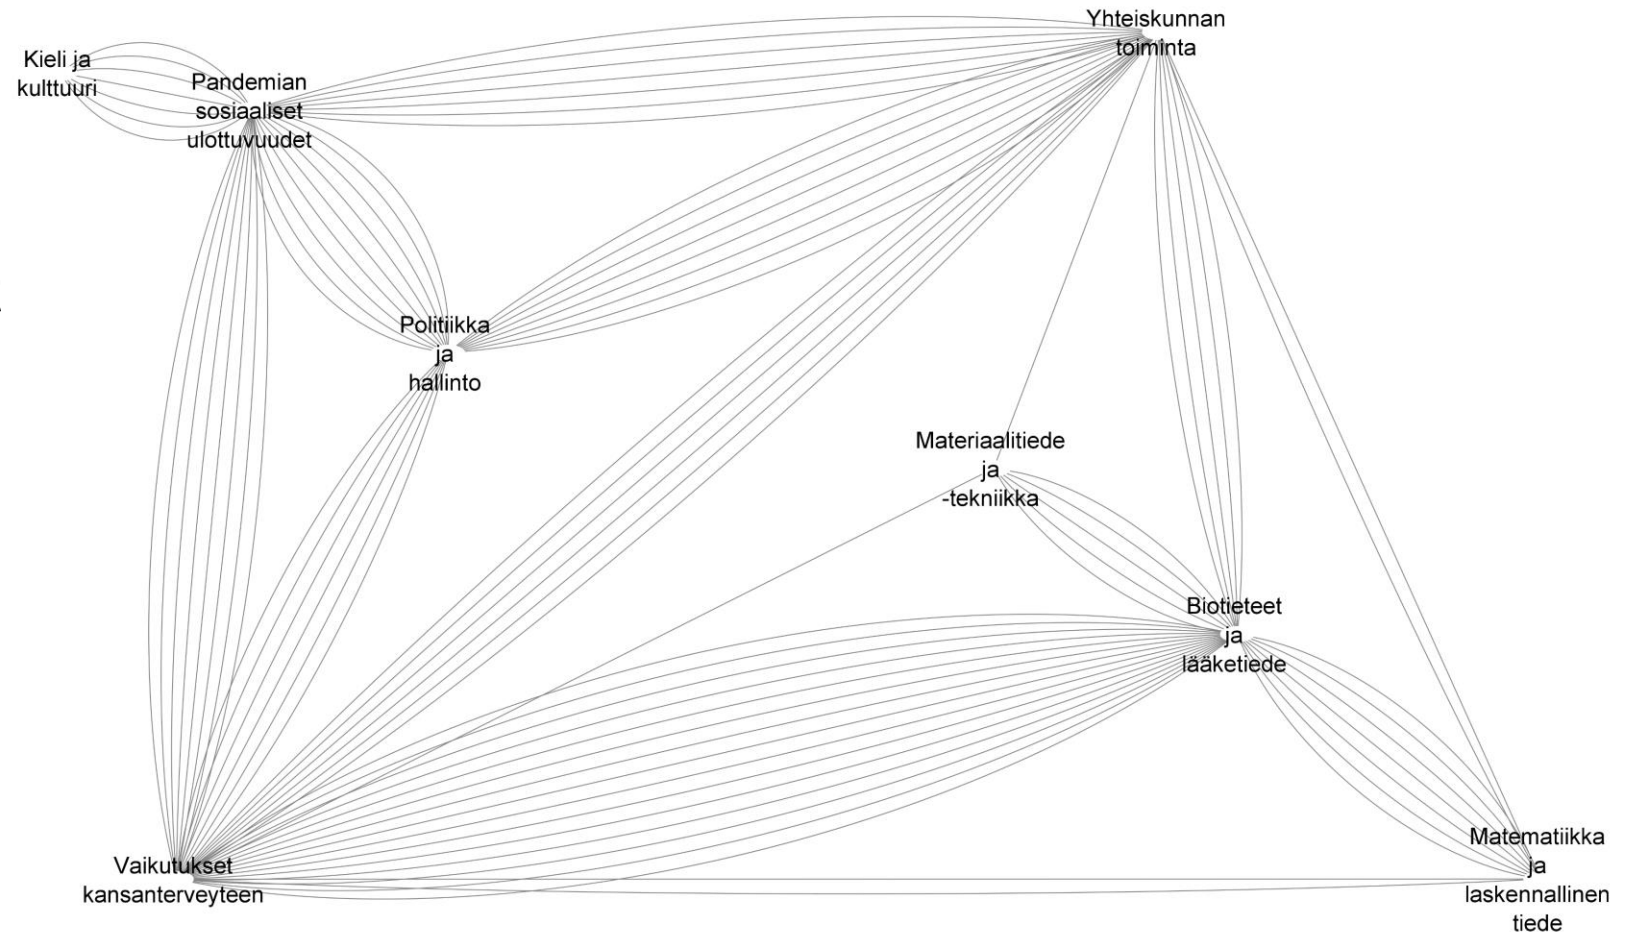 Yhteiskunnan
toiminta
Kieli ja
kulttuuri
Pandemian
sosiaaliset
ulottuvuudet
Politiikka
ja
hallinto
Materiaalitiede
ja
-tekniikka
Biotieteet
ja
lääketiede
Vaikutukset
kansanterveyteen
Matematiikka
ja
laskennallinen
tiede